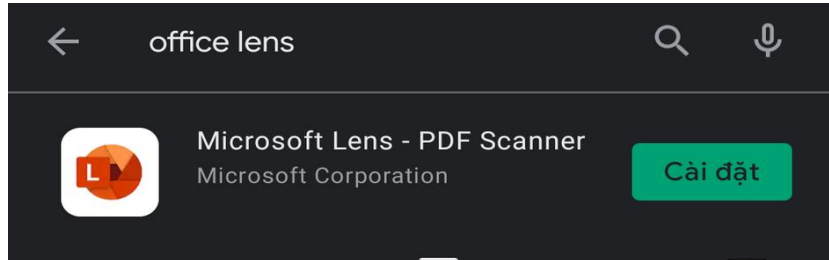 office lens
Microsoft Lens - PDF Scanner
L
Microsoft Corporation
Cài đặt